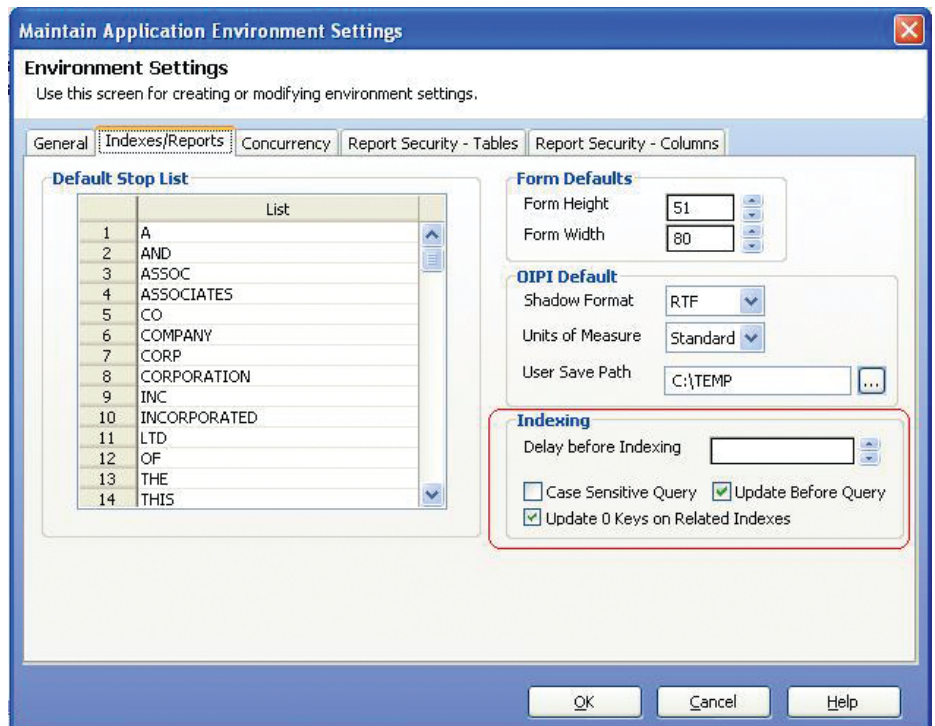 Maintain Application Environment Settings
Environment Settings
Use this screen for creating or modifying environment settings.
General Indexes/Reports Concurrency Report Security - Tables Report Security - Columns
Default Stop List
List
1 A
2 AND
3 ASSOC
4 ASSOCIATES
5 CO
6 COMPANY
7 CORP
8 CORPORATION
9 INC
10 INCORPORATED
11 LTD
12 OF
13 THE
14 THIS
Form Defaults
Form Height 51
Form Width 80
OIPI Default
Shadow Format RTF
Units of Measure Standard
User Save Path C:\TEMP ...
Indexing
Delay before Indexing
Case Sensitive Query Update Before Query
Update 0 Keys on Related Indexes
OK Cancel Help